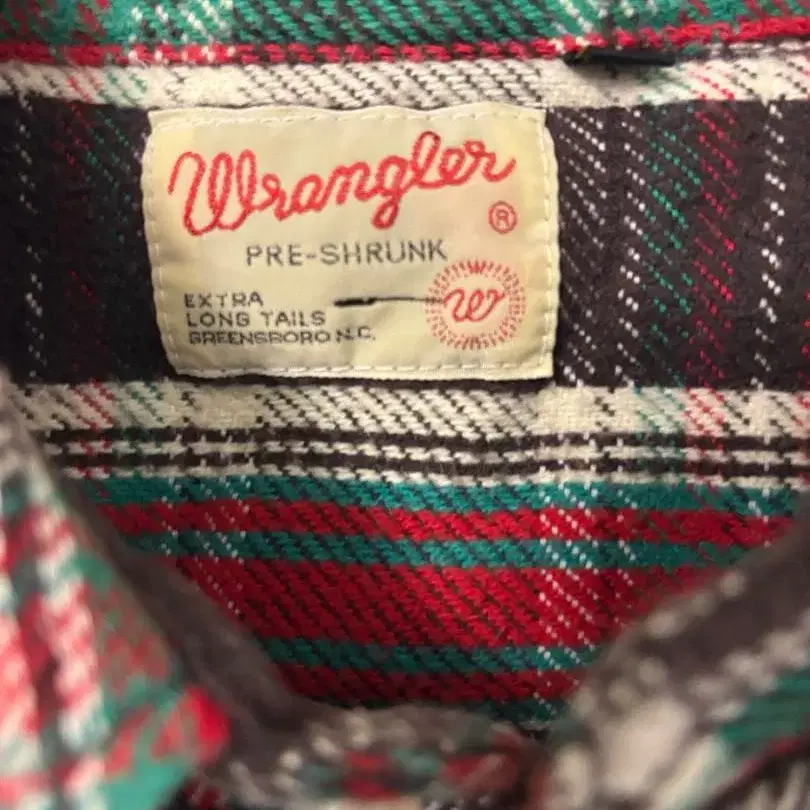 Wrangler
®
PRE-SHRUNK
EXTRA
LONG TAILS
GREENSBORO N.C.
W